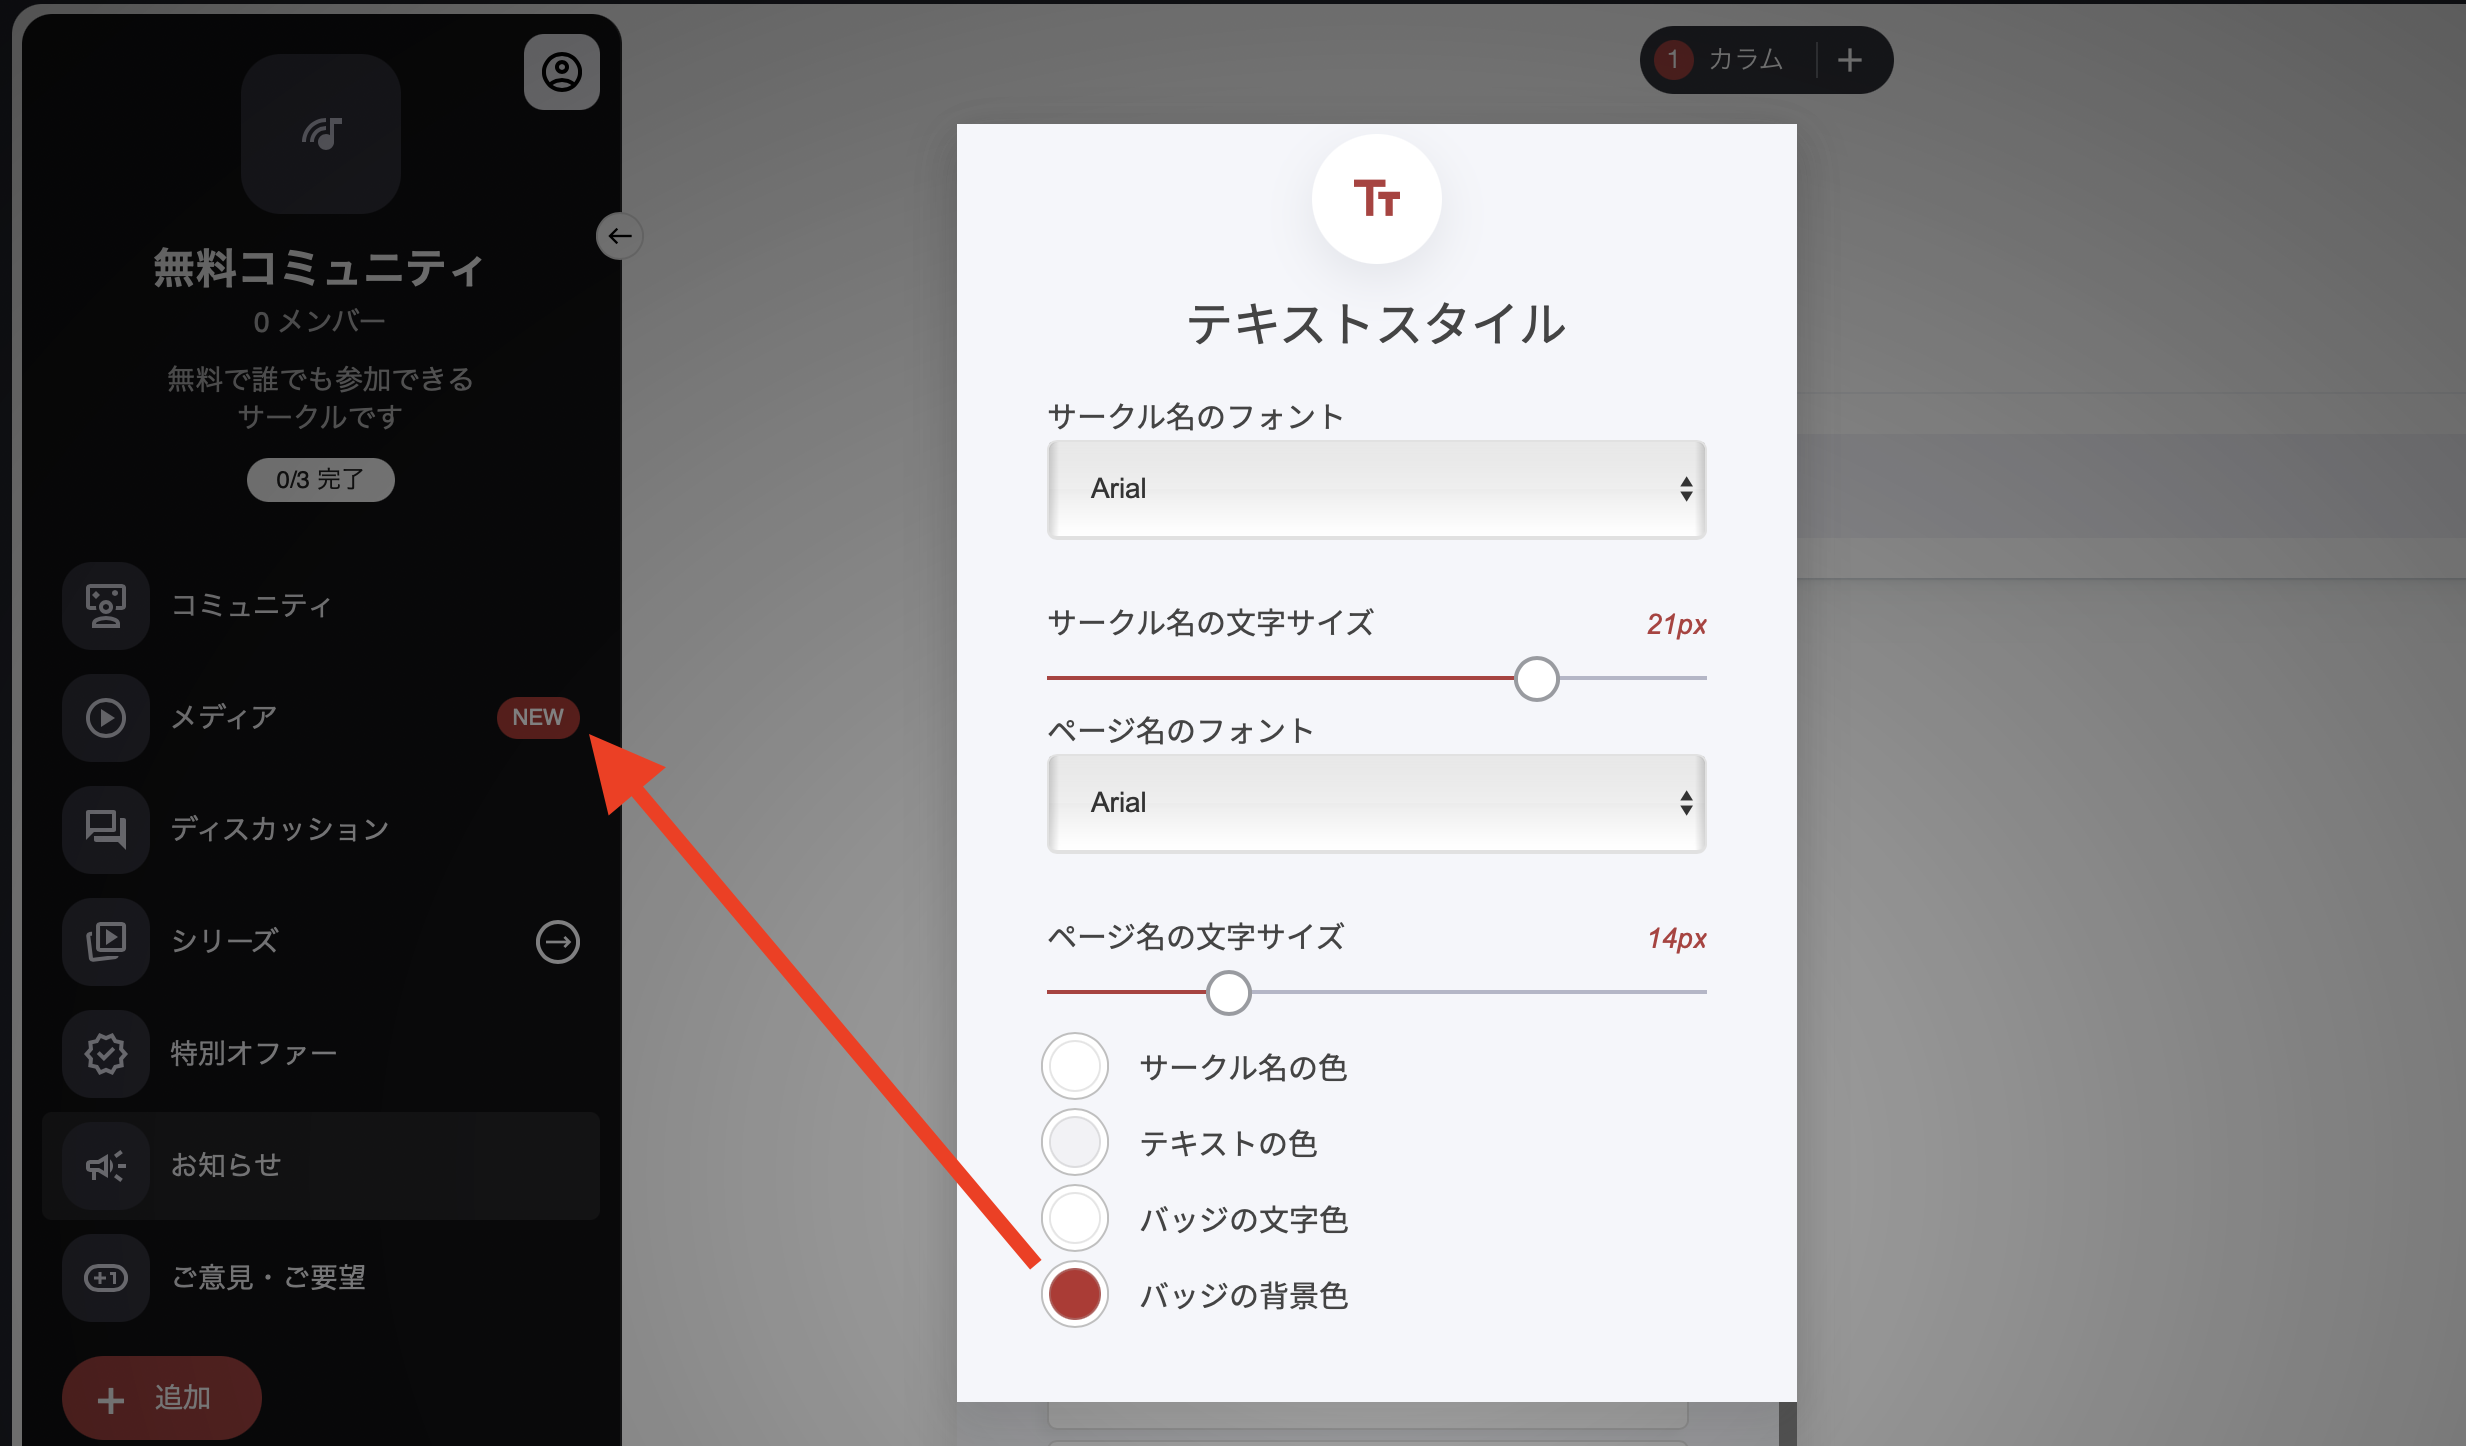 無料コミュニティ
0 メンバー
無料で誰でも参加できる
サークルです
0/3 完了
コミュニティ
メディア
NEW
ディスカッション
シリーズ
特別オファー
お知らせ
ご意見・ご要望
+ 追加
1 カラム +
テキストスタイル
サークル名のフォント
Arial
サークル名の文字サイズ 21px
ページ名のフォント
Arial
ページ名の文字サイズ 14px
サークル名の色
テキストの色
バッジの文字色
バッジの背景色